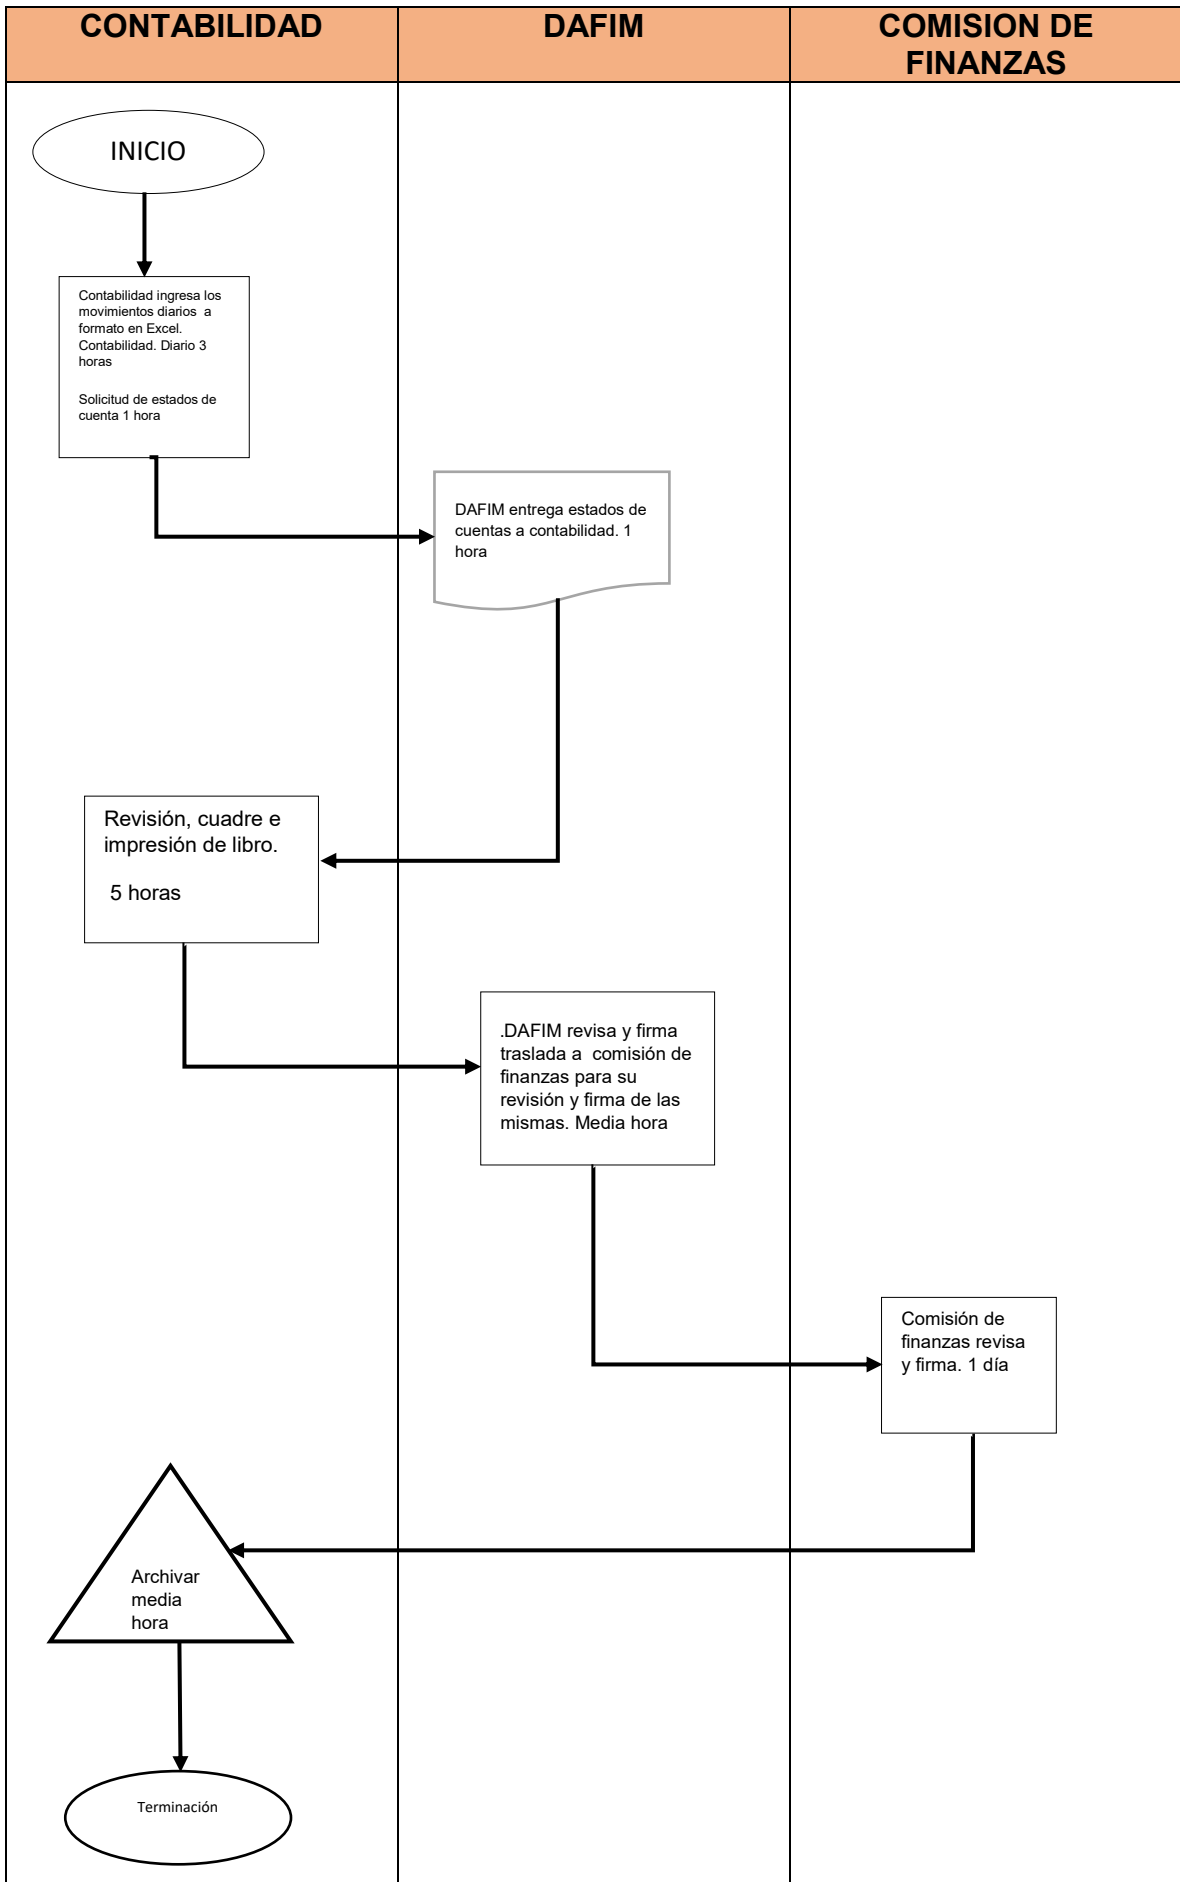 CONTABILIDAD
DAFIM
COMISION DE
FINANZAS
INICIO
Contabilidad ingresa los
movimientos diarios  a
formato en Excel.
Contabilidad. Diario 3
horas
Solicitud de estados de
cuenta 1 hora
DAFIM entrega estados de
cuentas a contabilidad. 1
hora
Revisión, cuadre e
impresión de libro.
5 horas
.DAFIM revisa y firma
traslada a  comisión de
finanzas para su
revisión y firma de las
mismas. Media hora
Comisión de
finanzas revisa
y firma. 1 día
Archivar
media
hora
Terminación